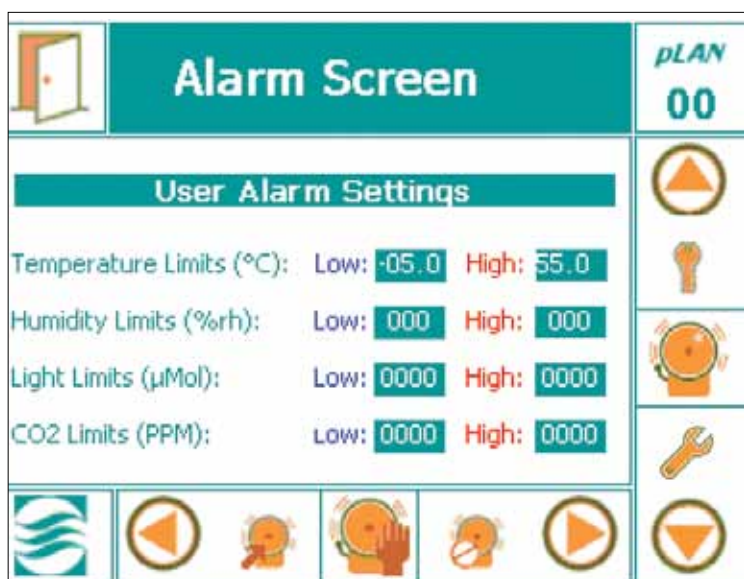 Alarm Screen
pLAN
00
User Alarm Settings
Temperature Limits (°C): Low: -05.0 High: 55.0
Humidity Limits (%rh): Low: 000 High: 000
Light Limits (µMol): Low: 0000 High: 0000
CO2 Limits (PPM): Low: 0000 High: 0000